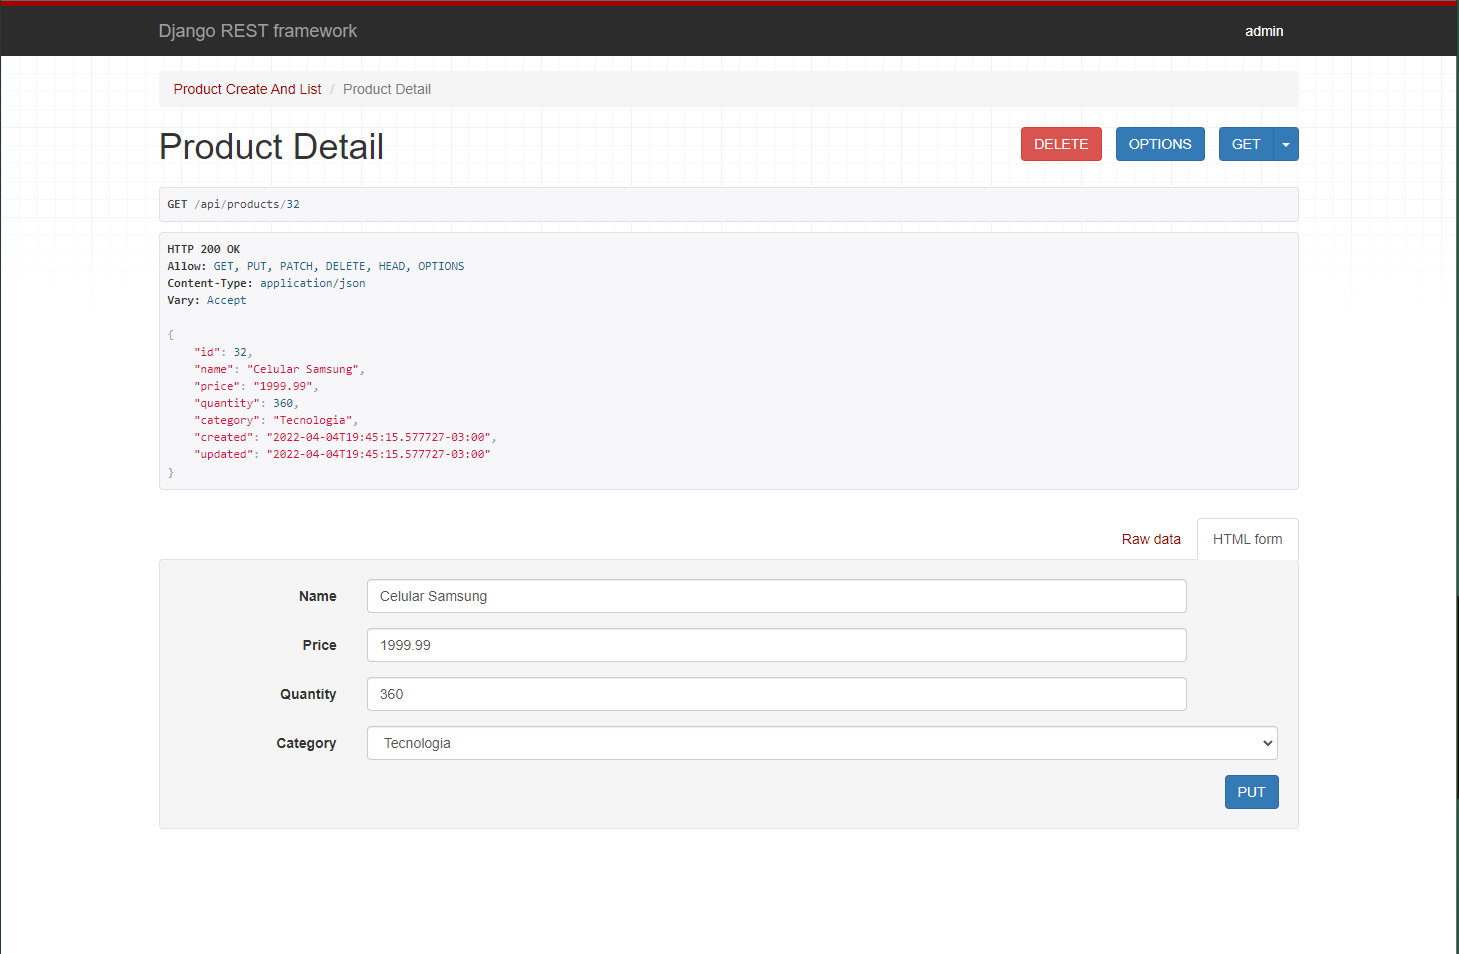 Django REST framework
admin
Product Create And List / Product Detail
Product Detail
DELETE
OPTIONS
GET
GET /api/products/32
HTTP 200 OK
Allow: GET, PUT, PATCH, DELETE, HEAD, OPTIONS
Content-Type: application/json
Vary: Accept
{
"id": 32,
"name": "Celular Samsung",
"price": "1999.99",
"quantity": 360,
"category": "Tecnologia",
"created": "2022-04-04T19:45:15.577727-03:00",
"updated": "2022-04-04T19:45:15.577727-03:00"
}
Raw data
HTML form
Name
Celular Samsung
Price
1999.99
Quantity
360
Category
Tecnologia
PUT